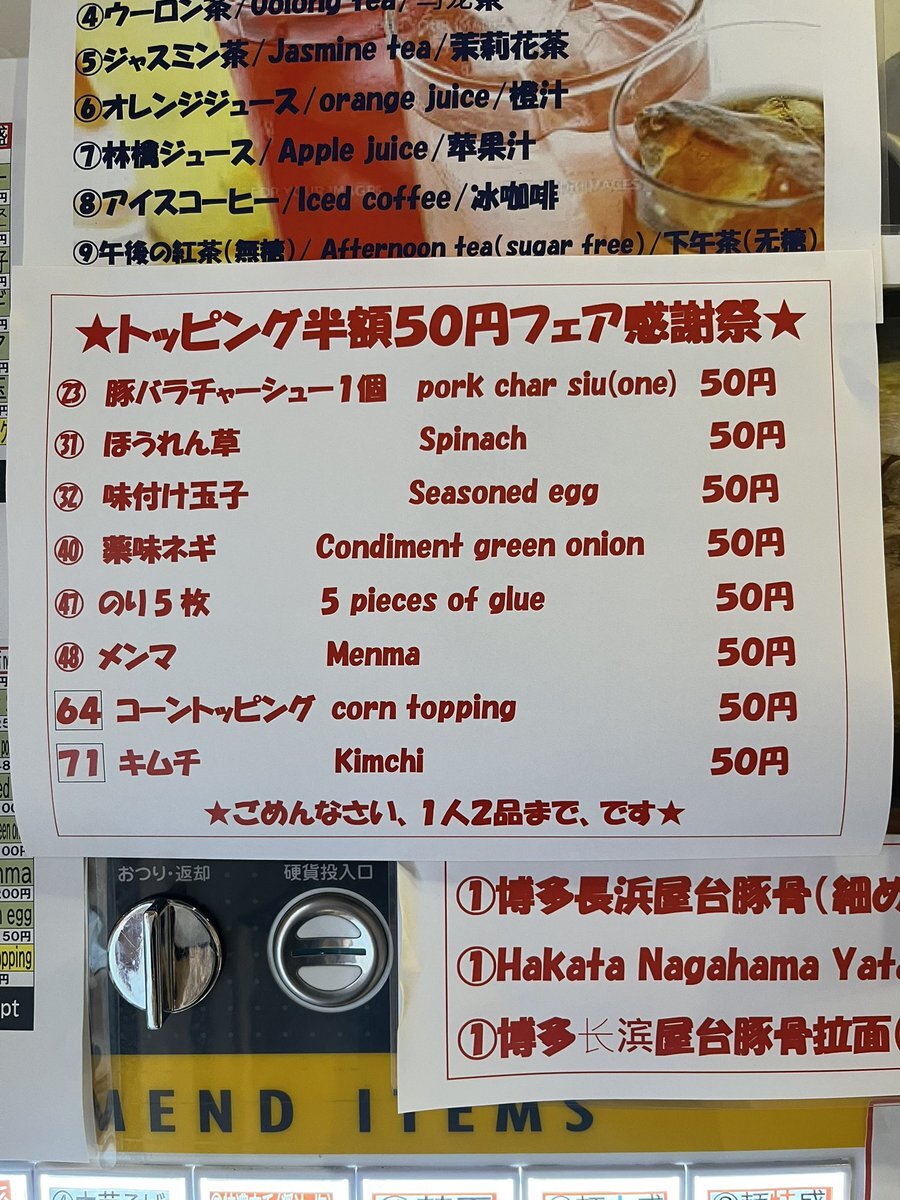 ④ウーロン茶/Oolong tea/乌龙茶
⑤ジャスミン茶/Jasmine tea/茉莉花茶
⑥オレンジジュース/orange juice/橙汁
⑦林檎ジュース/Apple juice/苹果汁
⑧アイスコーヒー/Iced coffee/冰咖啡
⑨午後の紅茶(無糖)/ Afternoon tea(sugar free)/下午茶(无糖)
★トッピング半額50円フェア感謝祭★
㉓ 豚バラチャーシュー1個 pork char siu(one) 50円
㉛ ほうれん草 Spinach 50円
㉜ 味付け玉子 Seasoned egg 50円
㊵ 薬味ネギ Condiment green onion 50円
㊼ のり5枚 5 pieces of glue 50円
㊽ メンマ Menma 50円
64 コーントッピング corn topping 50円
71 キムチ Kimchi 50円
★ごめんなさい、1人2品まで、です★
おつり・返却 硬貨投入口
①博多長浜屋台豚骨(細め
①Hakata Nagahama Yata
①博多长滨屋台豚骨拉面(
MEND ITEMS